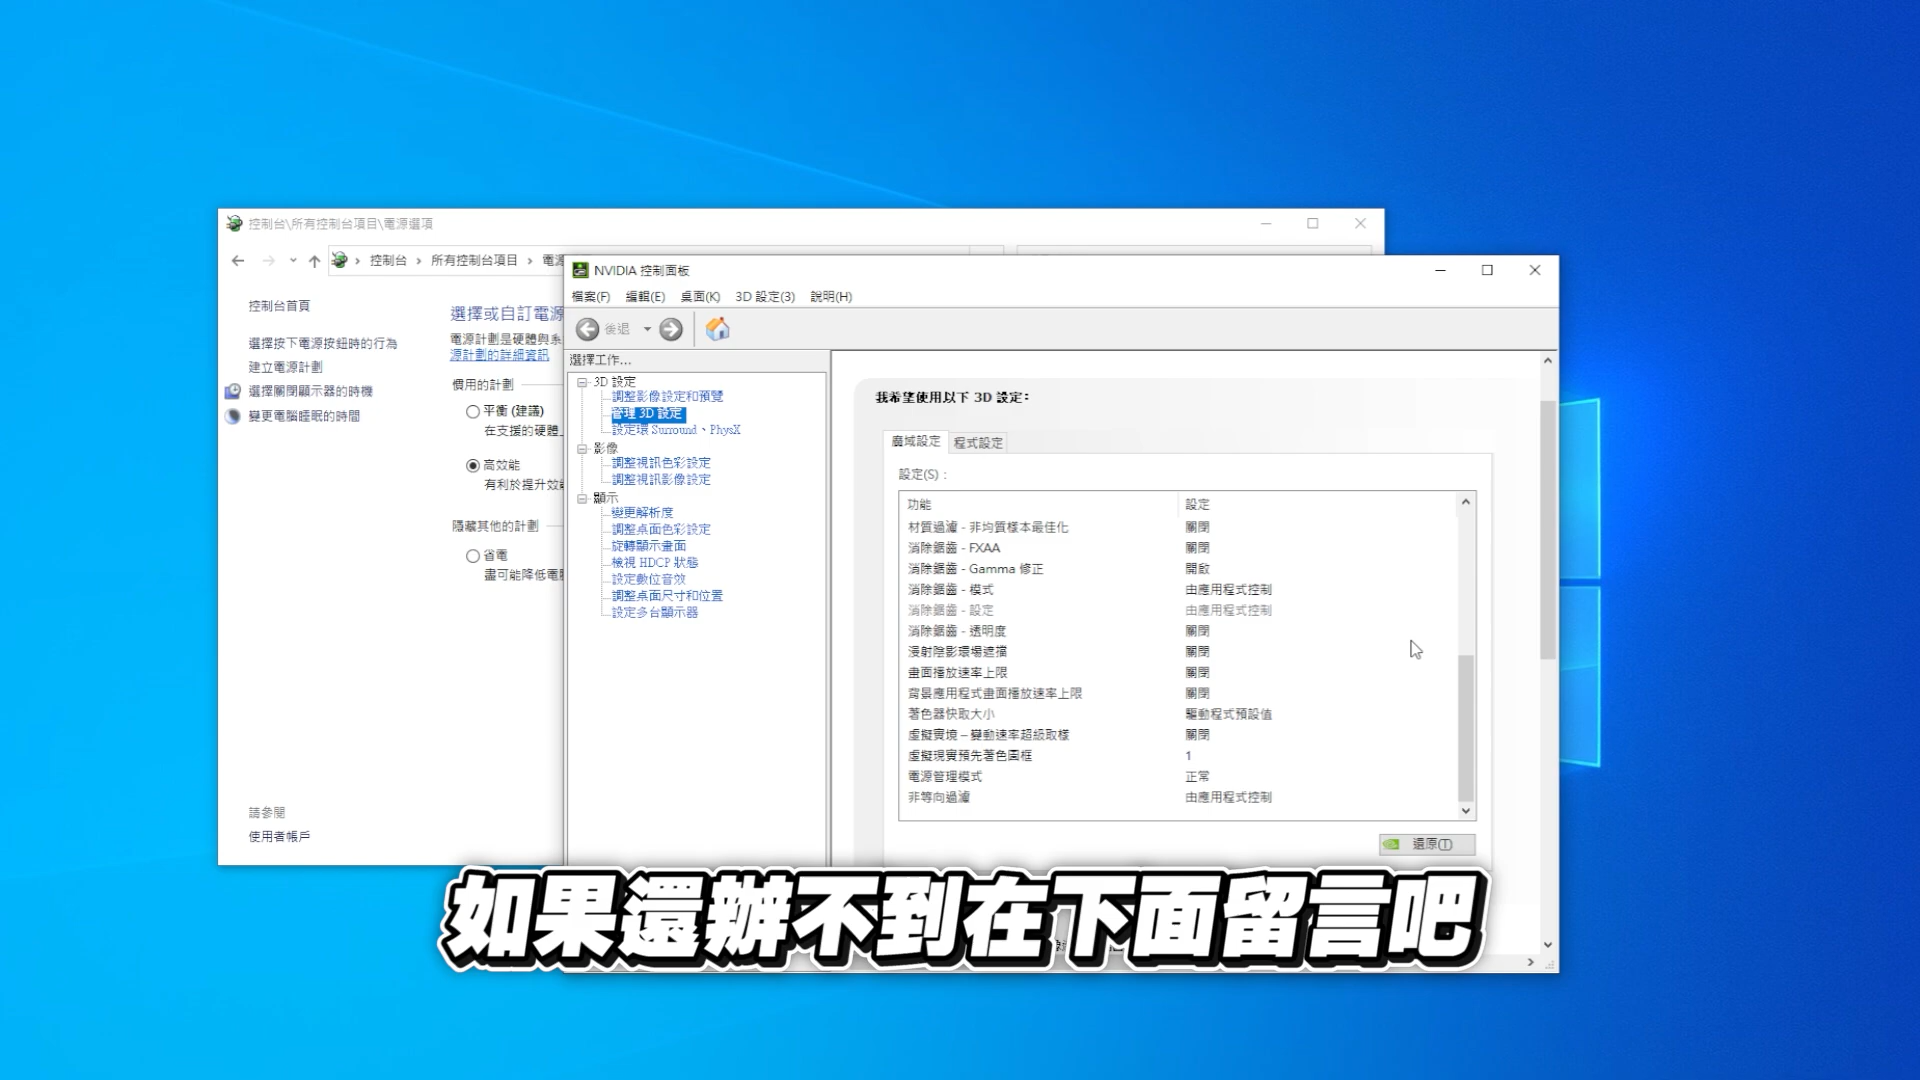 控制台\所有控制台項目\電源選項
控制台 › 所有控制台項目 ›
控制台首頁
選擇按下電源按鈕時的行為
建立電源計劃
選擇關閉顯示器的時機
變更電腦睡眠的時間
請參閱
使用者帳戶
選擇或自訂電源
電源計劃是硬體與系
源計劃的詳細資訊
慣用的計劃
平衡 (建議)
在支援的硬體
高效能
有利於提升效
隱藏其他的計劃
省電
盡可能降低電
NVIDIA 控制面板
檔案(F) 編輯(E) 桌面(K) 3D 設定(3) 說明(H)
後退
選擇工作...
3D 設定
調整影像設定和預覽
管理 3D 設定
設定環 Surround、PhysX
影像
調整視訊色彩設定
調整視訊影像設定
顯示
變更解析度
調整桌面色彩設定
旋轉顯示畫面
檢視 HDCP 狀態
設定數位音效
調整桌面尺寸和位置
設定多台顯示器
我希望使用以下 3D 設定：
廣域設定 程式設定
設定(S)：
功能 設定
材質過濾 - 非均質樣本最佳化 關閉
消除鋸齒 - FXAA 關閉
消除鋸齒 - Gamma 修正 開啟
消除鋸齒 - 模式 由應用程式控制
消除鋸齒 - 設定 由應用程式控制
消除鋸齒 - 透明度 關閉
漫射陰影環場遮擋 關閉
畫面播放速率上限 關閉
背景應用程式畫面播放速率上限 關閉
著色器快取大小 驅動程式預設值
虛擬實境 – 變動速率超級取樣 關閉
虛擬現實預先著色圖框 1
電源管理模式 正常
非等向過濾 由應用程式控制
還原(T)
如果還辦不到在下面留言吧